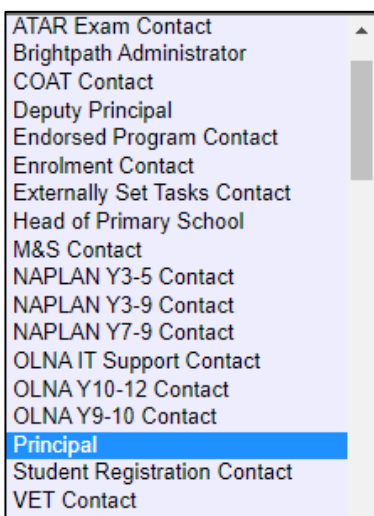 ATAR Exam Contact
Brightpath Administrator
COAT Contact
Deputy Principal
Endorsed Program Contact
Enrolment Contact
Externally Set Tasks Contact
Head of Primary School
M&S Contact
NAPLAN Y3-5 Contact
NAPLAN Y3-9 Contact
NAPLAN Y7-9 Contact
OLNA IT Support Contact
OLNA Y10-12 Contact
OLNA Y9-10 Contact
Principal
Student Registration Contact
VET Contact